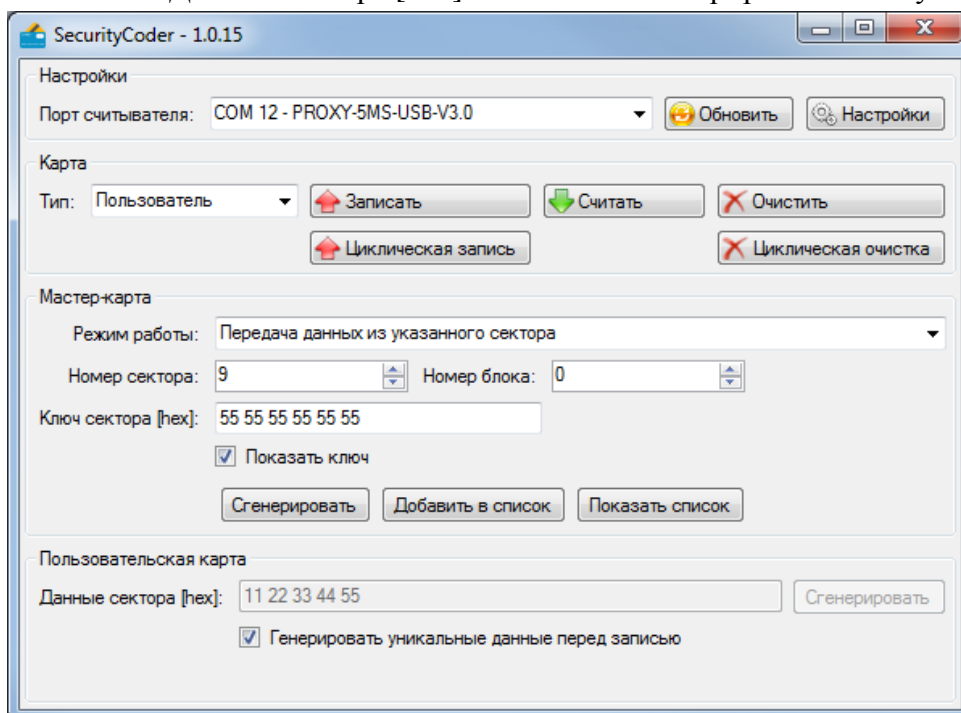 SecurityCoder - 1.0.15
Настройки
Порт считывателя: COM 12 - PROXY-5MS-USB-V3.0 Обновить Настройки
Карта
Тип: Пользователь Записать Считать Очистить
Циклическая запись Циклическая очистка
Мастер-карта
Режим работы: Передача данных из указанного сектора
Номер сектора: 9 Номер блока: 0
Ключ сектора [hex]: 55 55 55 55 55 55
Показать ключ
Сгенерировать Добавить в список Показать список
Пользовательская карта
Данные сектора [hex]: 11 22 33 44 55 Сгенерировать
Генерировать уникальные данные перед записью